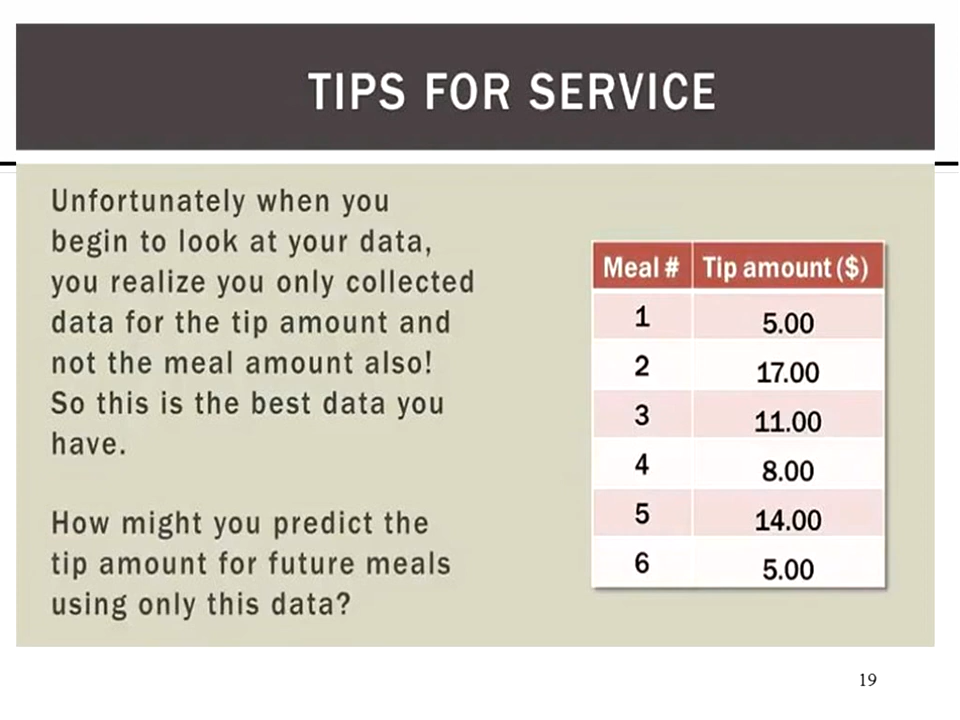 TIPS FOR SERVICE
Unfortunately when you
begin to look at your data,
you realize you only collected
data for the tip amount and
not the meal amount also!
So this is the best data you
have.
How might you predict the
tip amount for future meals
using only this data?
Meal # Tip amount ($)
1 5.00
2 17.00
3 11.00
4 8.00
5 14.00
6 5.00
19